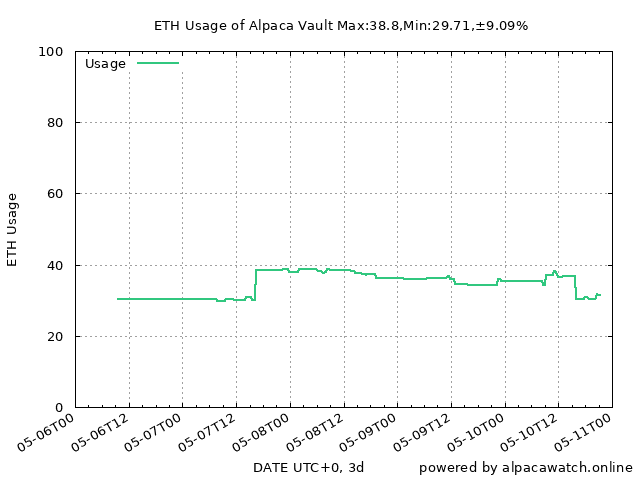 ETH Usage of Alpaca Vault Max:38.8,Min:29.71,±9.09%
100
80
60
40
20
0
ETH Usage
Usage
05-06T00
05-06T12
05-07T00
05-07T12
05-08T00
05-08T12
05-09T00
05-09T12
05-10T00
05-10T12
05-11T00
DATE UTC+0, 3d
powered by alpacawatch.online